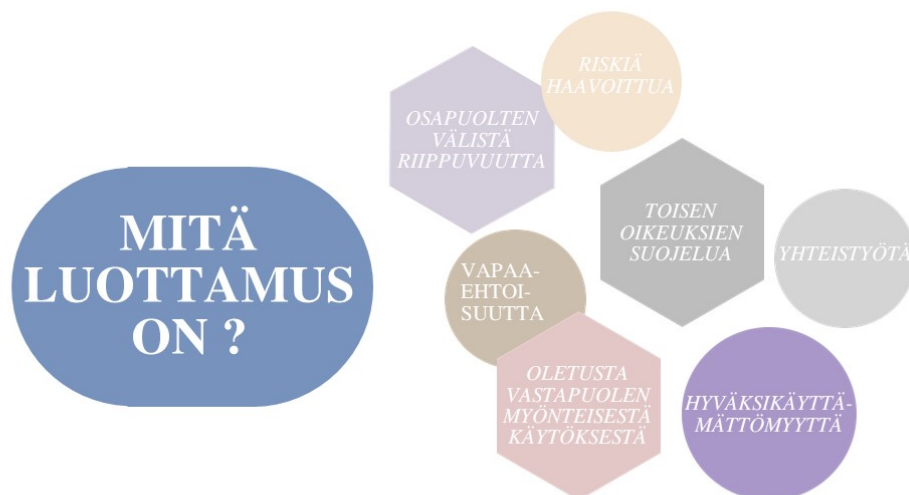 MITÄ
LUOTTAMUS
ON ?
RISKIÄ
HAAVOITTUA
OSAPUOLTEN
VÄLISTÄ
RIIPPUVUUTTA
TOISEN
OIKEUKSIEN
SUOJELUA
YHTEISTYÖTÄ
VAPAA-
EHTOI-
SUUTTA
OLETUSTA
VASTAPUOLEN
MYÖNTEISESTÄ
KÄYTÖKSESTÄ
HYVÄKSIKÄYTTÄ-
MÄTTÖMYYTTÄ